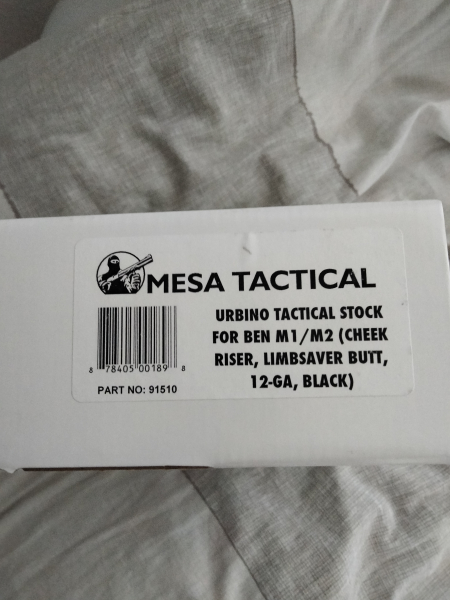 MESA TACTICAL
URBINO TACTICAL STOCK
FOR BEN M1/M2 (CHEEK
RISER, LIMBSAVER BUTT,
12-GA, BLACK)
8 78405 00189 8
PART NO: 91510